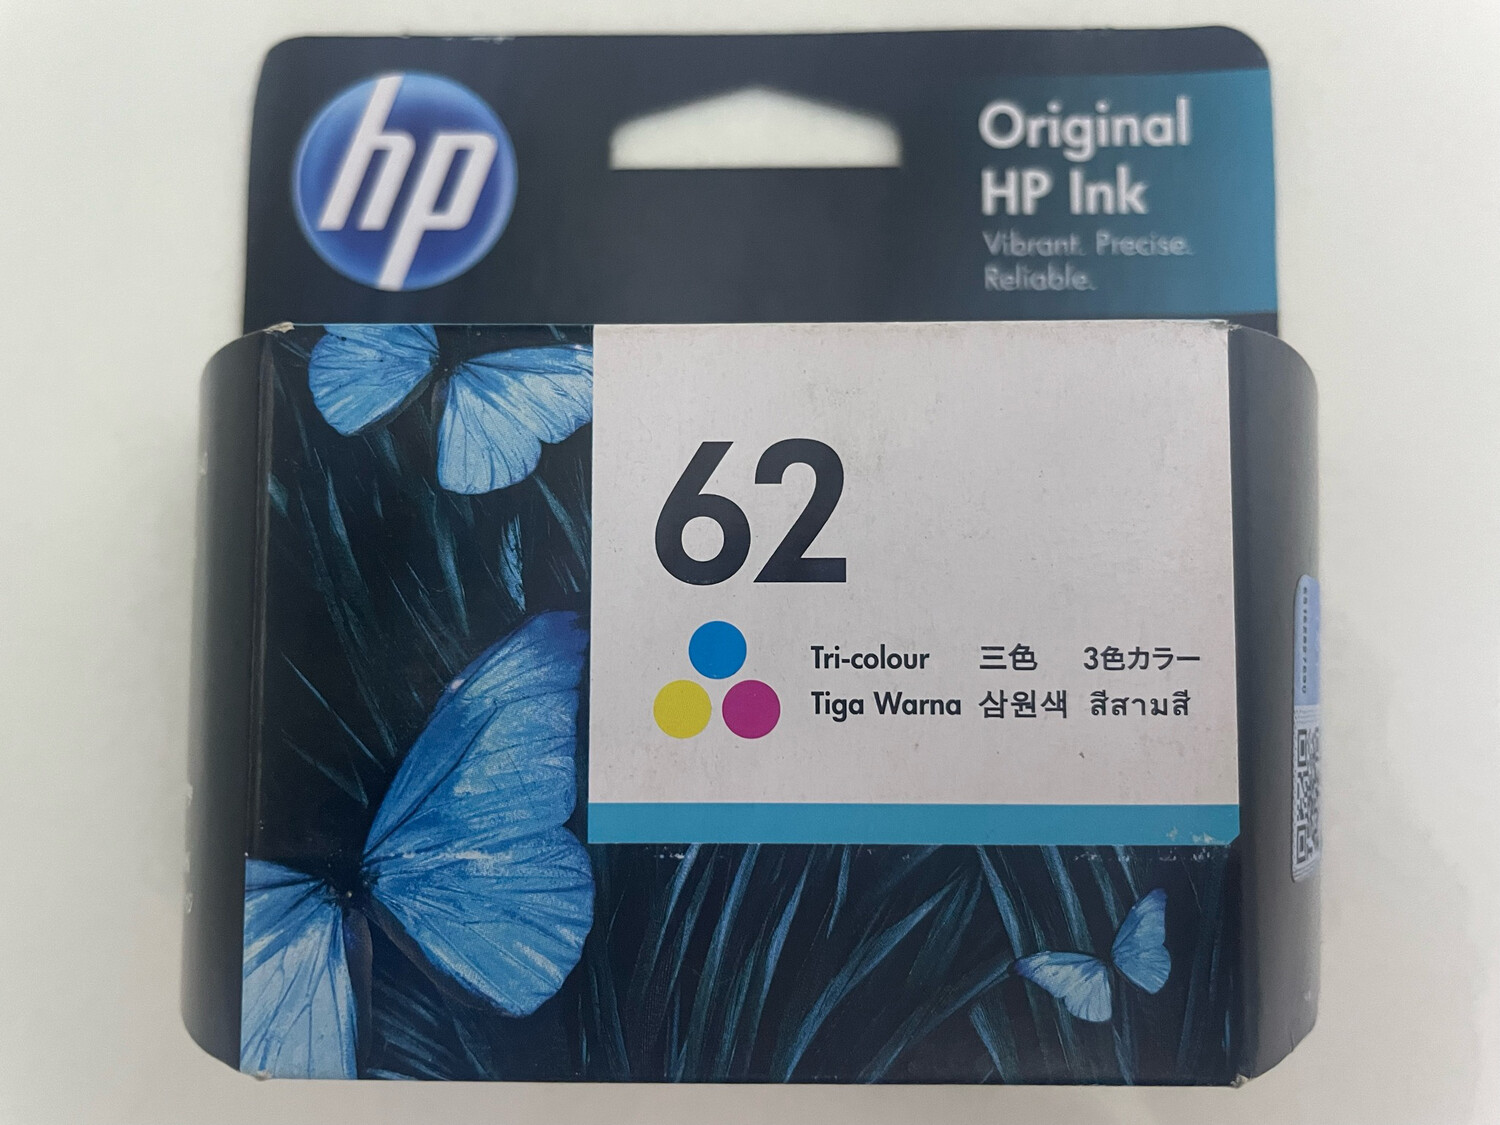 hp
Original
HP Ink
Vibrant. Precise.
Reliable.
62
Tri-colour 三色 3色カラー
Tiga Warna 삼원색 สีสามสี